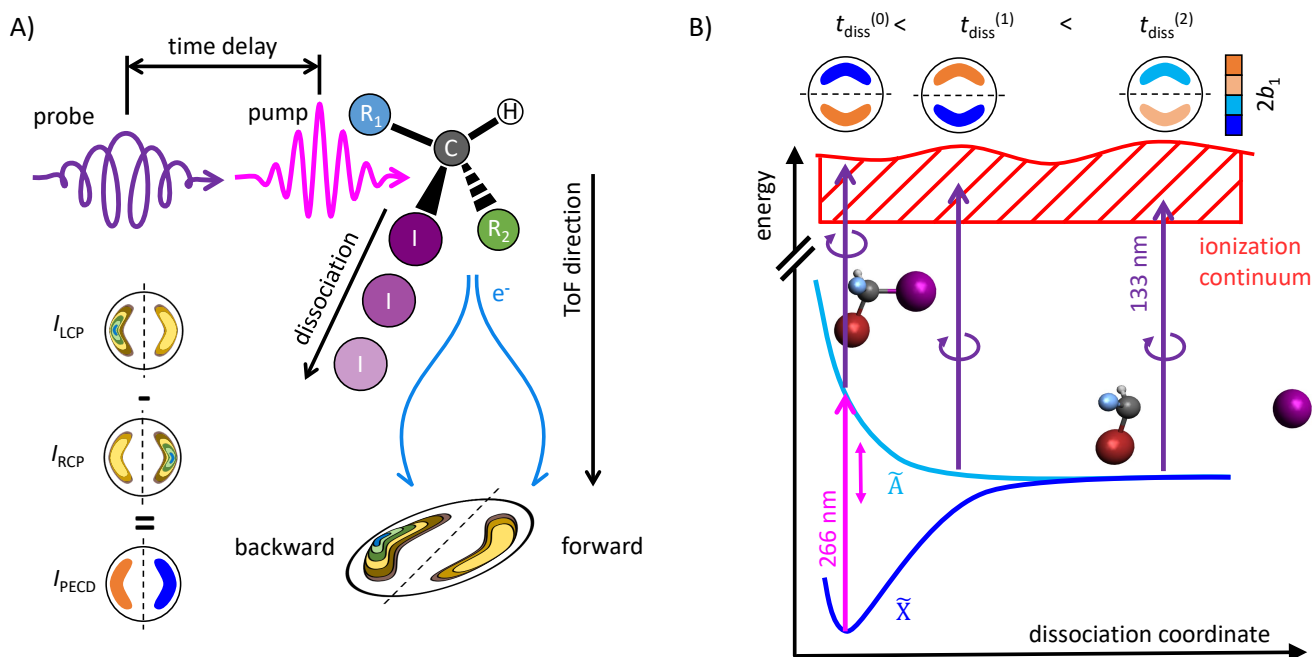 A)
time delay
probe
pump
R1
H
C
I
R2
I
I
dissociation
e-
ToF direction
ILCP
-
IRCP
=
IPECD
backward
forward
B)
tdiss(0) < tdiss(1) < tdiss(2)
2b1
energy
ionization
continuum
133 nm
266 nm
Ã
X̃
dissociation coordinate